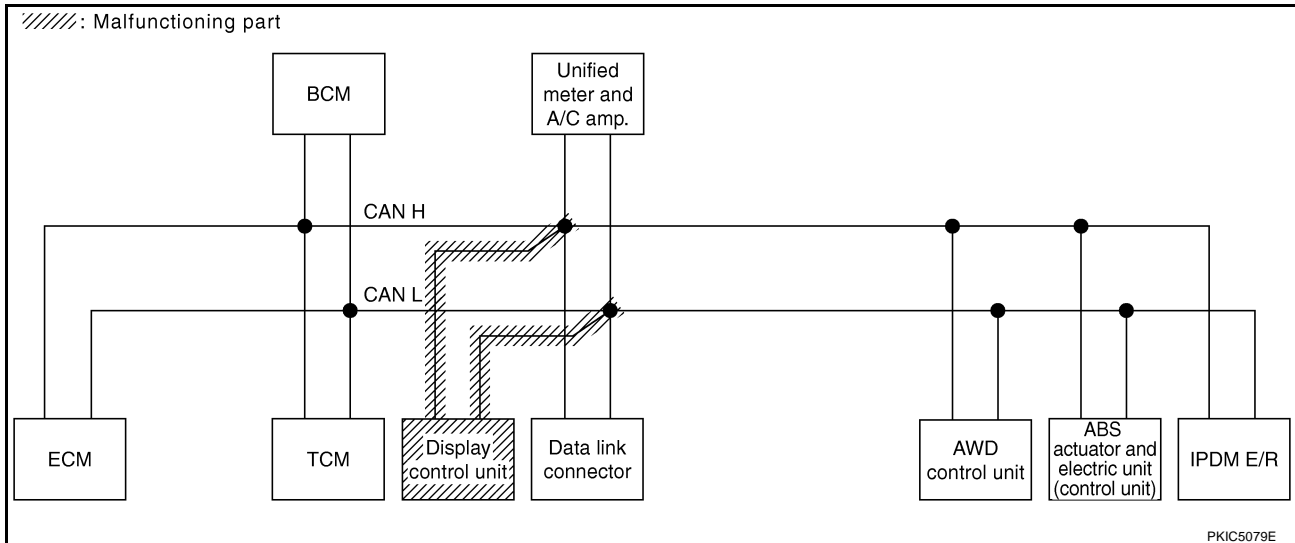 : Malfunctioning part
BCM
Unified
meter and
A/C amp.
CAN H
CAN L
ECM
TCM
Display
control unit
Data link
connector
AWD
control unit
ABS
actuator and
electric unit
(control unit)
IPDM E/R
PKIC5079E